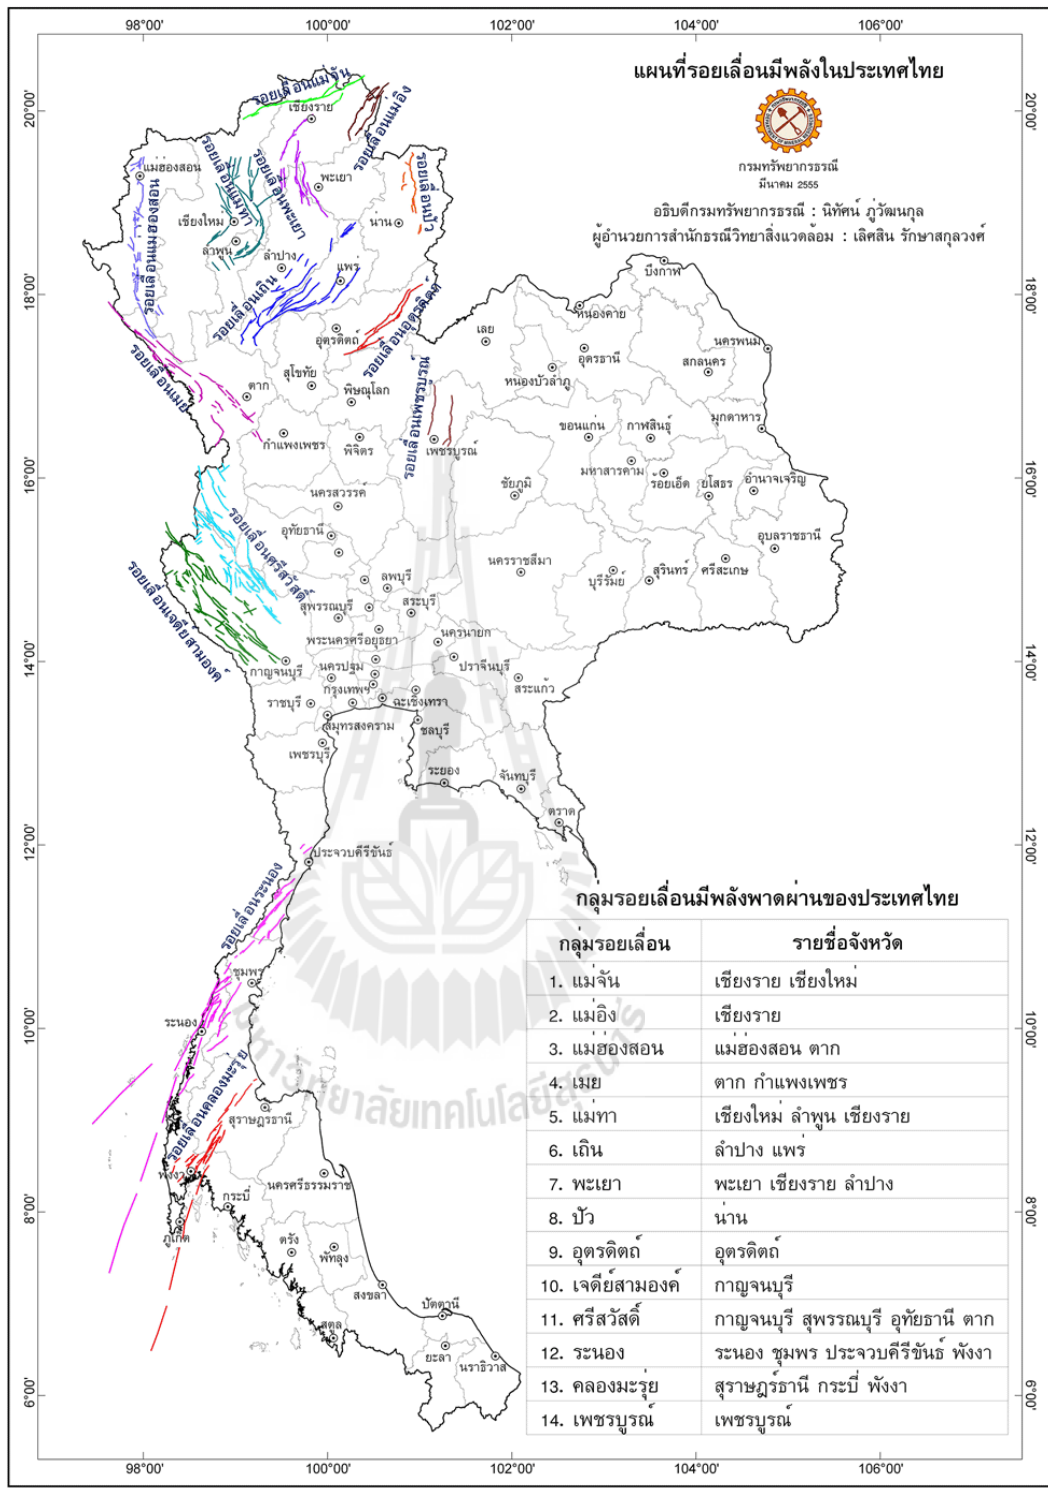 98°00' 100°00' 102°00' 104°00' 106°00'
แผนที่รอยเลื่อนมีพลังในประเทศไทย
กรมทรัพยากรธรณี
มีนาคม 2555
อธิบดีกรมทรัพยากรธรณี : นิทัศน์ ภู่วัฒนกุล
ผู้อำนวยการสำนักธรณีวิทยาสิ่งแวดล้อม : เลิศสิน รักษาสกุลวงศ์
20°00' 20°00'
18°00' 18°00'
16°00' 16°00'
14°00' 14°00'
12°00' 12°00'
10°00' 10°00'
8°00' 8°00'
6°00' 6°00'
รอยเลื่อนแม่จัน
รอยเลื่อนแม่อิง
รอยเลื่อนแม่ทา
รอยเลื่อนพะเยา
รอยเลื่อนปัว
รอยเลื่อนแม่ฮ่องสอน
รอยเลื่อนเถิน
รอยเลื่อนอุตรดิตถ์
รอยเลื่อนเมย
รอยเลื่อนเพชรบูรณ์
รอยเลื่อนศรีสวัสดิ์
รอยเลื่อนเจดีย์สามองค์
รอยเลื่อนระนอง
รอยเลื่อนคลองมะรุ่ย
เชียงราย
แม่ฮ่องสอน
พะเยา
เชียงใหม่
น่าน
ลำพูน
ลำปาง
แพร่
บึงกาฬ
หนองคาย
เลย
อุตรดิตถ์
อุดรธานี
นครพนม
สกลนคร
หนองบัวลำภู
สุโขทัย
ตาก
พิษณุโลก
มุกดาหาร
ขอนแก่น
กาฬสินธุ์
กำแพงเพชร
พิจิตร
เพชรบูรณ์
มหาสารคาม
ชัยภูมิ
ร้อยเอ็ด
ยโสธร
อำนาจเจริญ
นครสวรรค์
อุทัยธานี
อุบลราชธานี
นครราชสีมา
ลพบุรี
บุรีรัมย์
สุรินทร์
ศรีสะเกษ
สุพรรณบุรี
สระบุรี
พระนครศรีอยุธยา
นครนายก
กาญจนบุรี
นครปฐม
ปราจีนบุรี
กรุงเทพฯ
สระแก้ว
ราชบุรี
ฉะเชิงเทรา
สมุทรสงคราม
ชลบุรี
เพชรบุรี
ระยอง
จันทบุรี
ตราด
ประจวบคีรีขันธ์
ชุมพร
ระนอง
สุราษฎร์ธานี
พังงา
นครศรีธรรมราช
กระบี่
ภูเก็ต
ตรัง
พัทลุง
สงขลา
ปัตตานี
สตูล
ยะลา
นราธิวาส
มหาวิทยาลัยเทคโนโลยีสุรนารี
กลุ่มรอยเลื่อนมีพลังพาดผ่านของประเทศไทย
กลุ่มรอยเลื่อน รายชื่อจังหวัด
1. แม่จัน เชียงราย เชียงใหม่
2. แม่อิง เชียงราย
3. แม่ฮ่องสอน แม่ฮ่องสอน ตาก
4. เมย ตาก กำแพงเพชร
5. แม่ทา เชียงใหม่ ลำพูน เชียงราย
6. เถิน ลำปาง แพร่
7. พะเยา พะเยา เชียงราย ลำปาง
8. ปัว น่าน
9. อุตรดิตถ์ อุตรดิตถ์
10. เจดีย์สามองค์ กาญจนบุรี
11. ศรีสวัสดิ์ กาญจนบุรี สุพรรณบุรี อุทัยธานี ตาก
12. ระนอง ระนอง ชุมพร ประจวบคีรีขันธ์ พังงา
13. คลองมะรุ่ย สุราษฎร์ธานี กระบี่ พังงา
14. เพชรบูรณ์ เพชรบูรณ์
98°00' 100°00' 102°00' 104°00' 106°00'